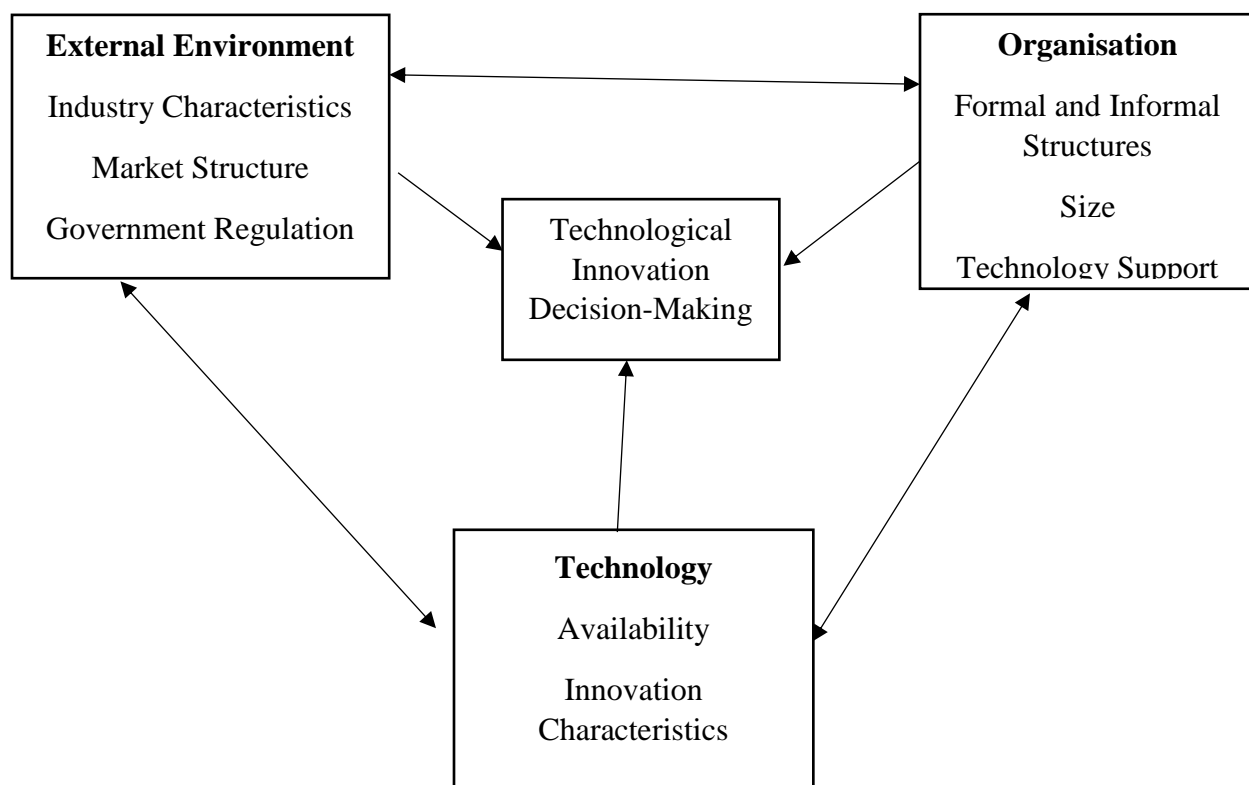 External Environment
Industry Characteristics
Market Structure
Government Regulation
Organisation
Formal and Informal
Structures
Size
Technology Support
Technological
Innovation
Decision-Making
Technology
Availability
Innovation
Characteristics